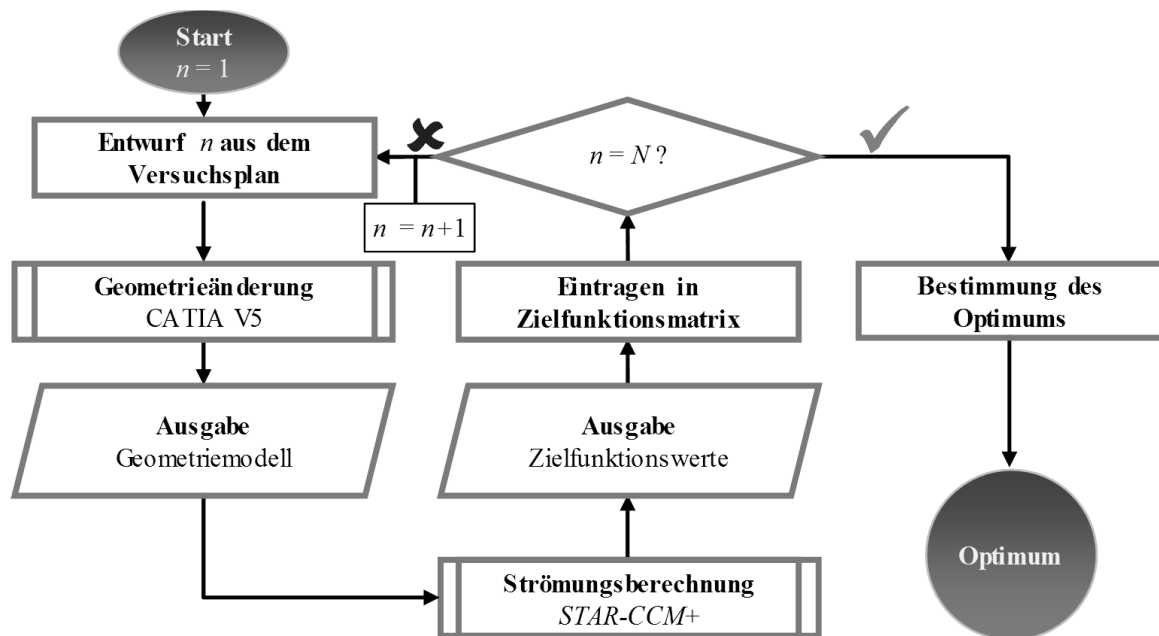 Start
n = 1
Entwurf n aus dem
Versuchsplan
n = n+1
Geometrieänderung
CATIA V5
Ausgabe
Geometriemodell
Strömungsberechnung
STAR-CCM+
Ausgabe
Zielfunktionswerte
Eintragen in
Zielfunktionsmatrix
n = N ?
Bestimmung des
Optimums
Optimum